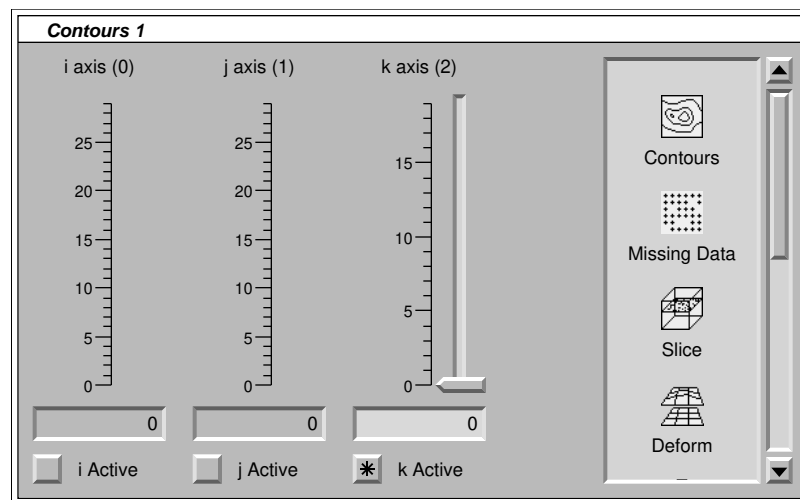 Contours 1
i axis (0)
25
20
15
10
5
0
0
i Active
j axis (1)
25
20
15
10
5
0
0
j Active
k axis (2)
15
10
5
0
0
k Active
Contours
Missing Data
Slice
Deform